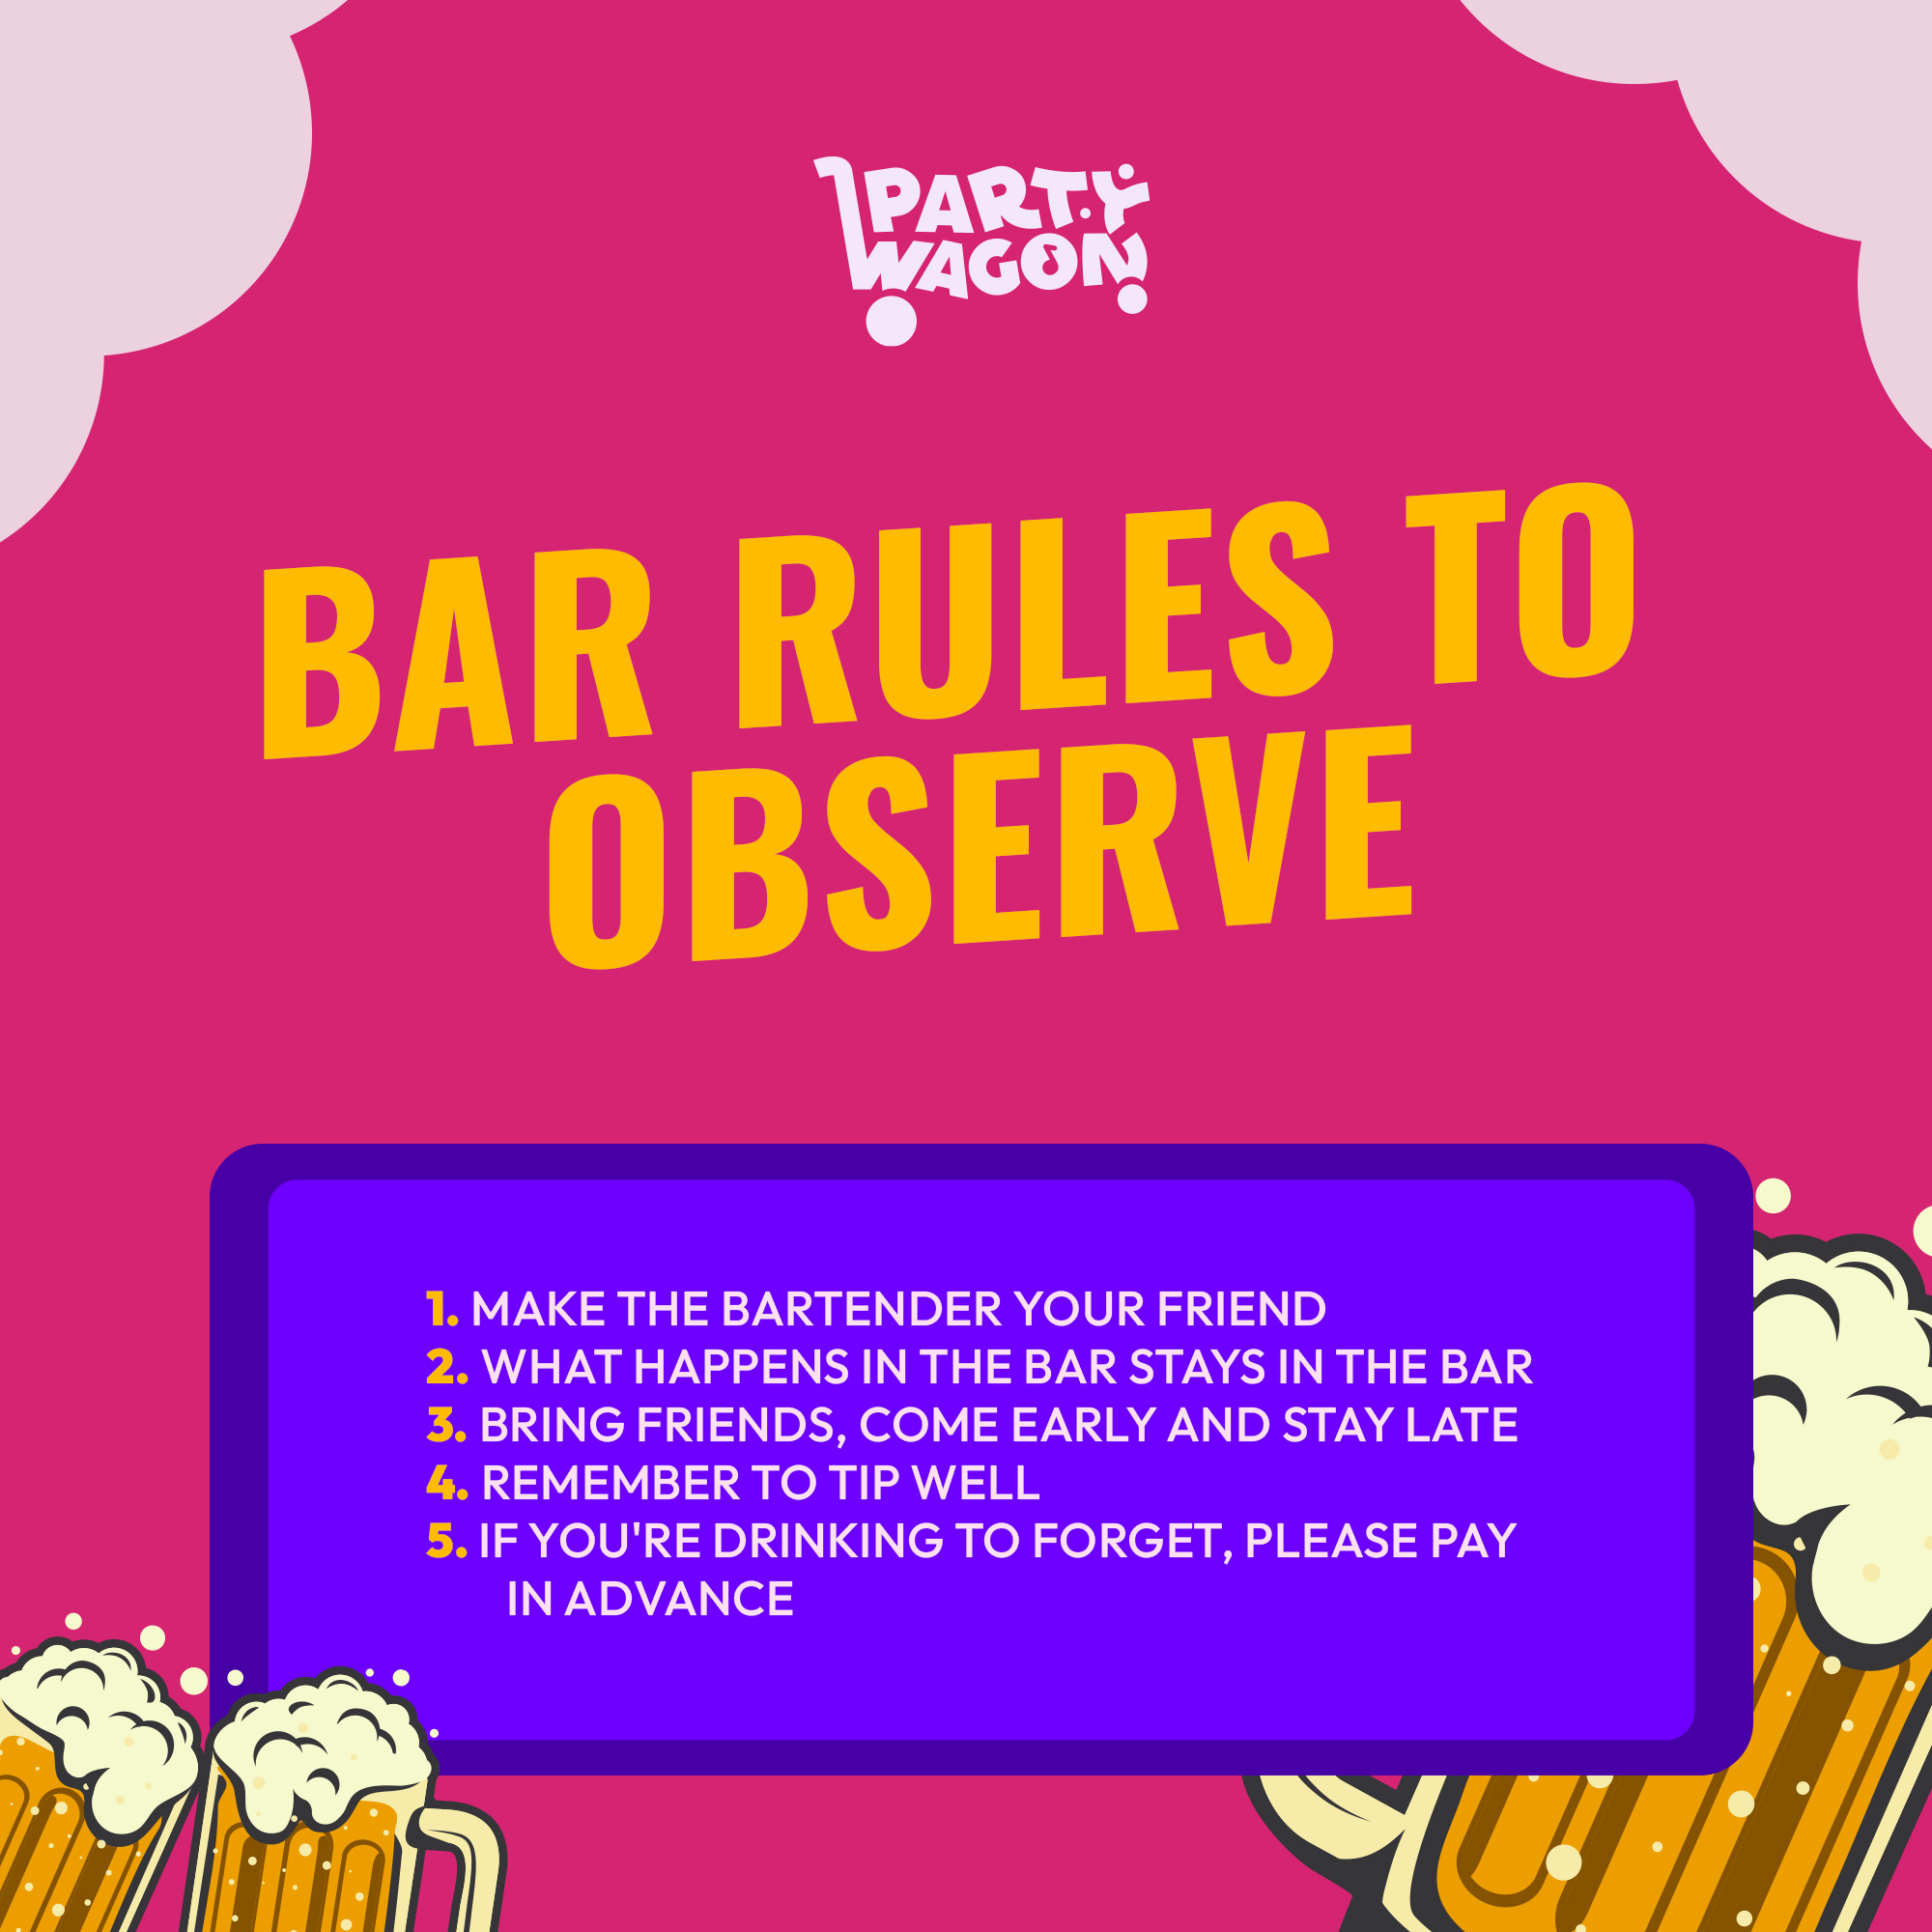 PARTY
WAGON
BAR RULES TO
OBSERVE
1. MAKE THE BARTENDER YOUR FRIEND
2. WHAT HAPPENS IN THE BAR STAYS IN THE BAR
3. BRING FRIENDS, COME EARLY AND STAY LATE
4. REMEMBER TO TIP WELL
5. IF YOU'RE DRINKING TO FORGET, PLEASE PAY
IN ADVANCE